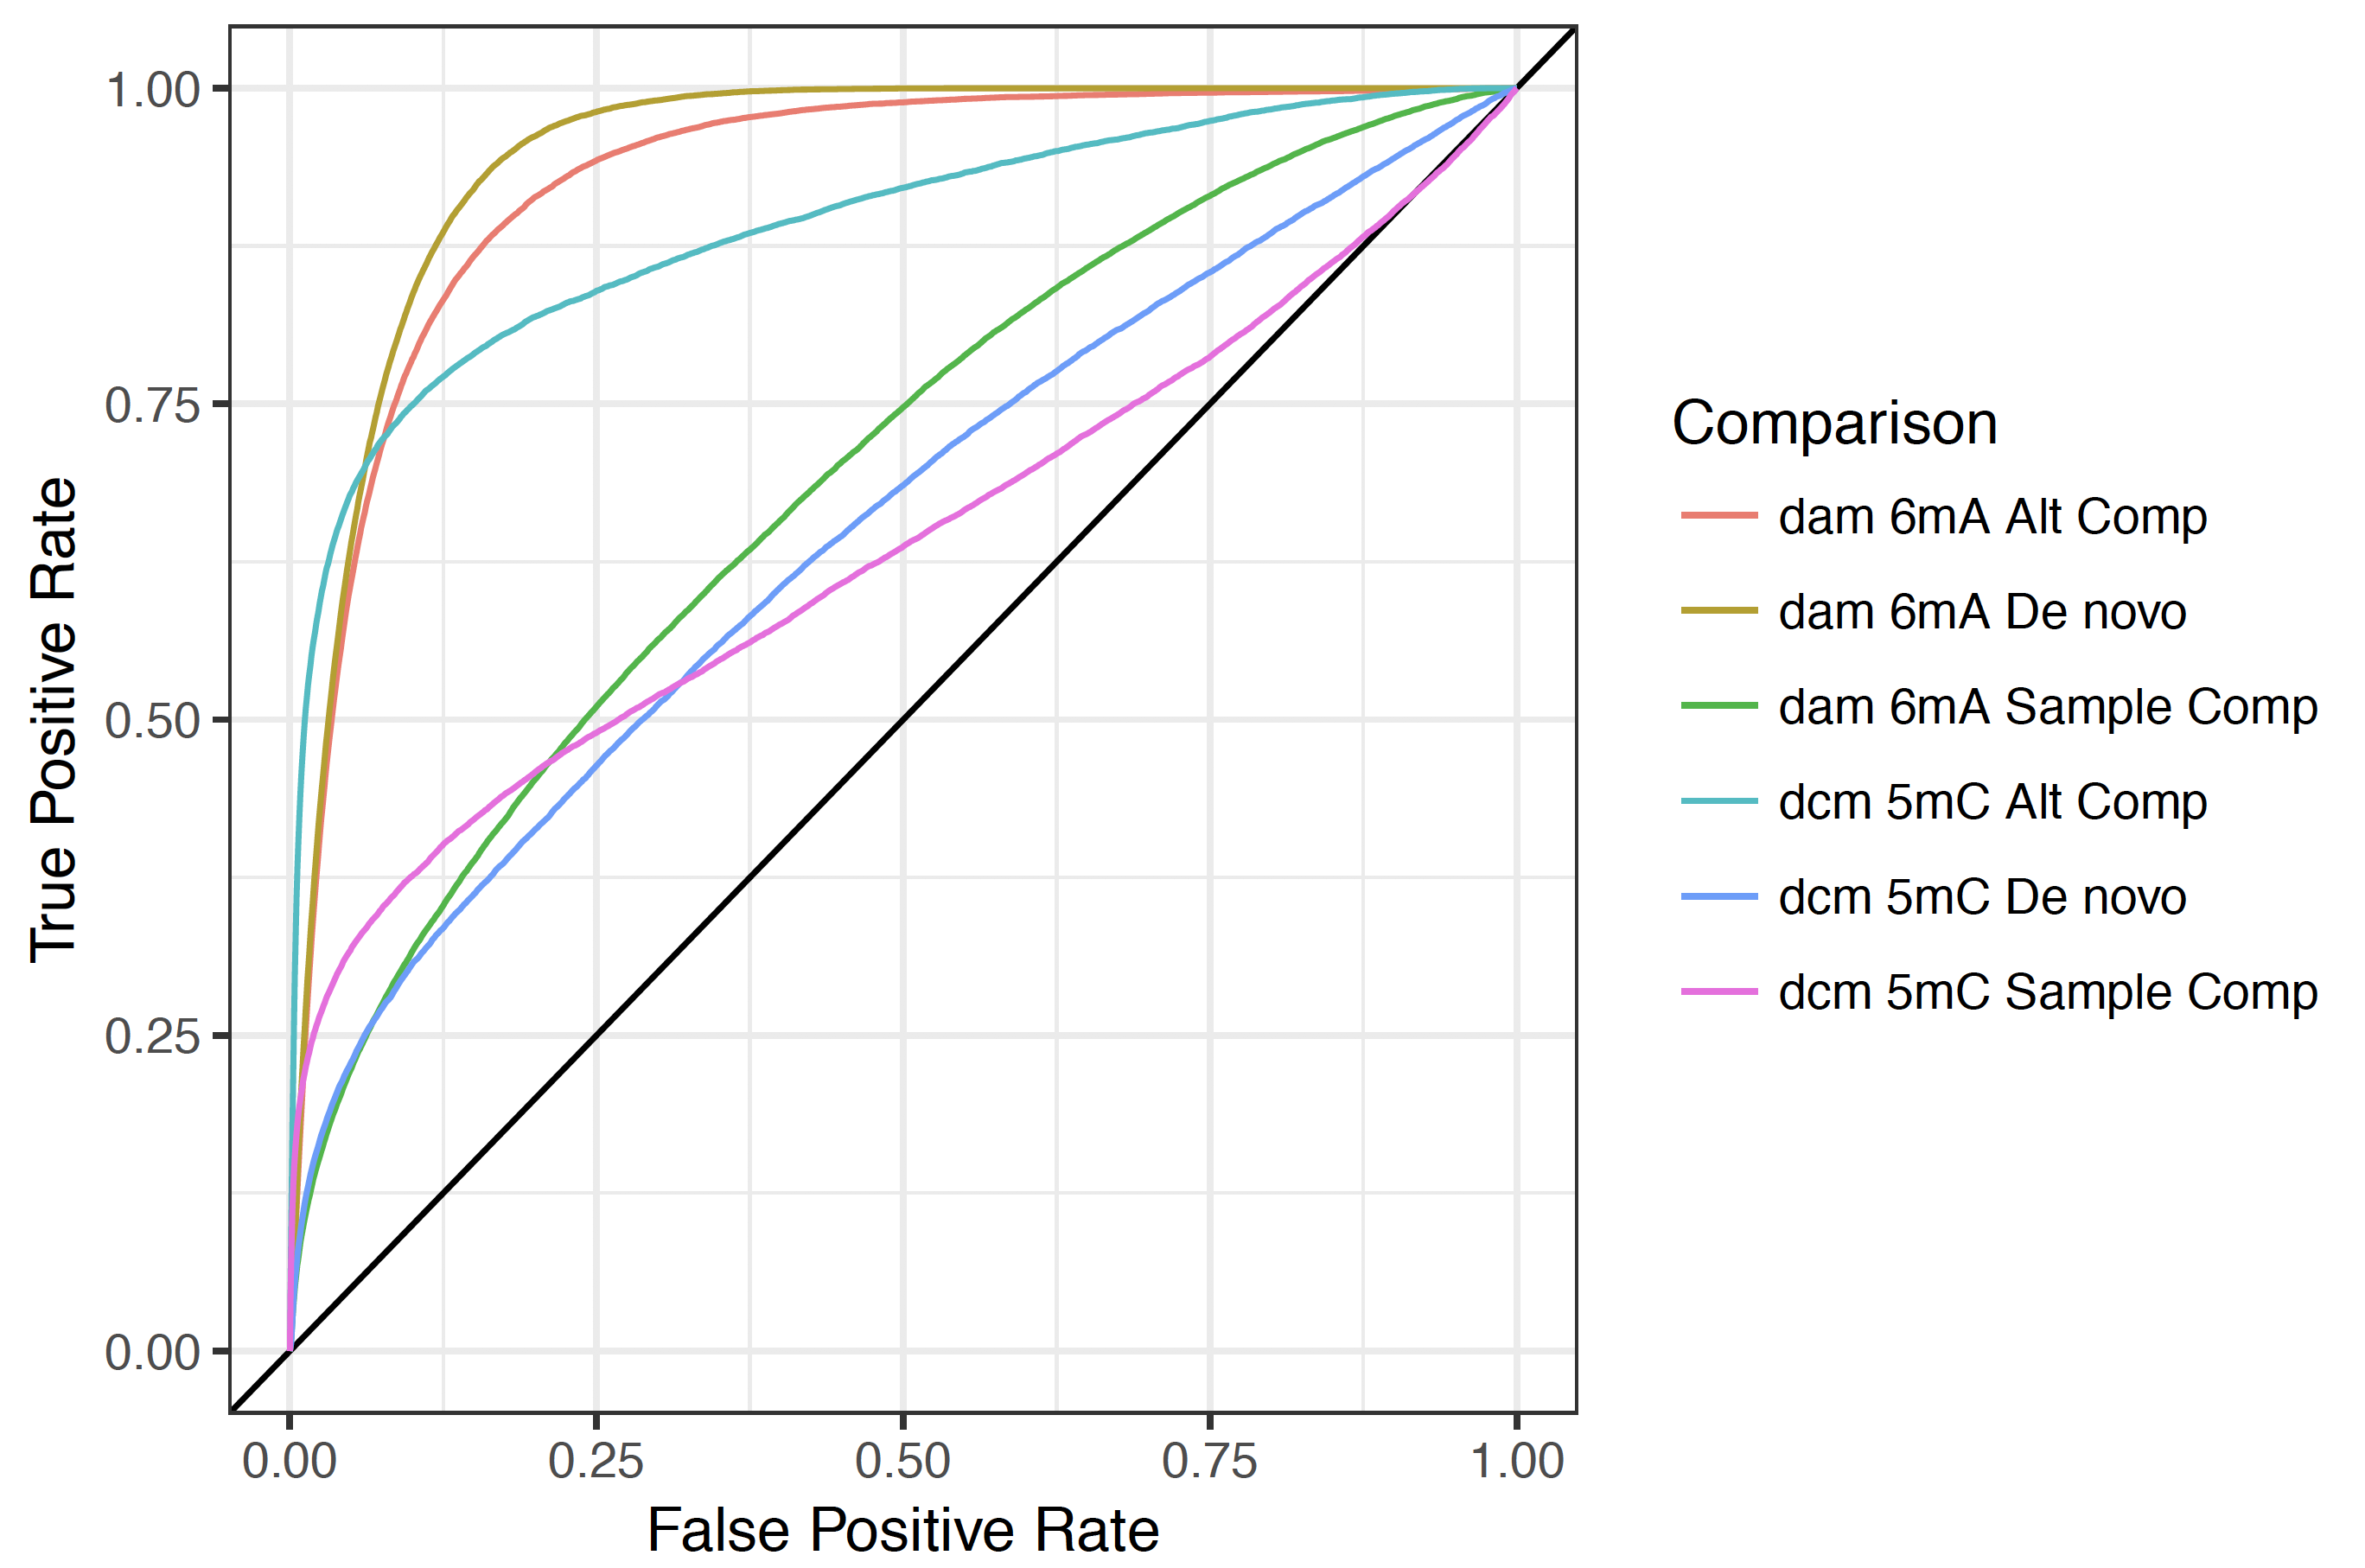 1.00
0.75
0.50
0.25
0.00
True Positive Rate
0.00 0.25 0.50 0.75 1.00
False Positive Rate
Comparison
dam 6mA Alt Comp
dam 6mA De novo
dam 6mA Sample Comp
dcm 5mC Alt Comp
dcm 5mC De novo
dcm 5mC Sample Comp